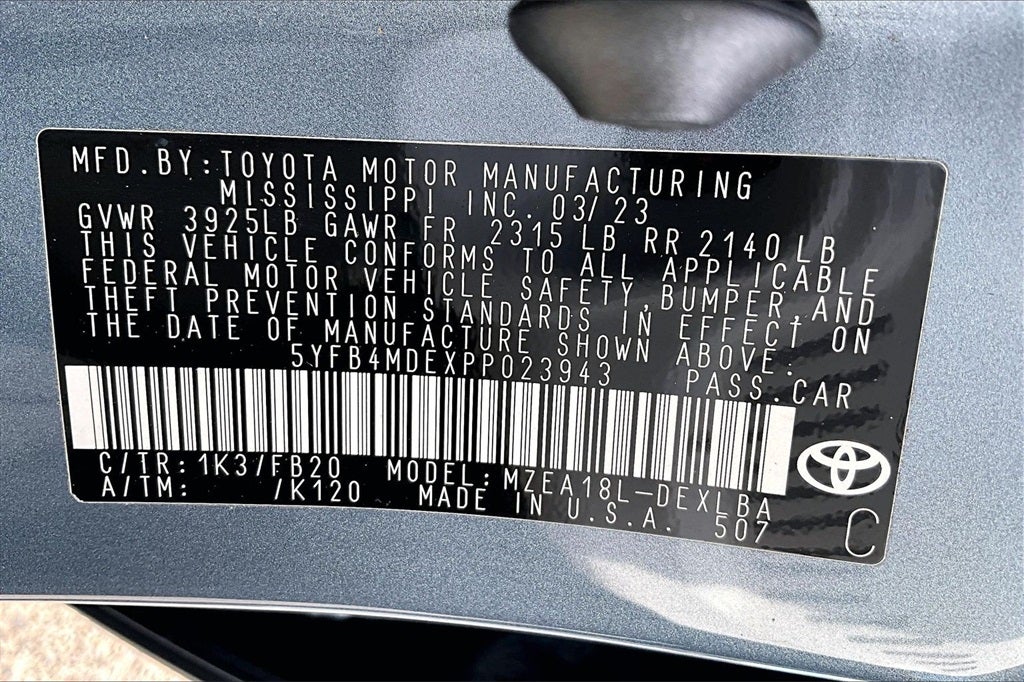 MFD.BY:TOYOTA MOTOR MANUFACTURING
MISSISSIPPI INC. 03/23
GVWR 3925LB GAWR FR 2315 LB RR 2140 LB
THIS VEHICLE CONFORMS TO ALL APPLICABLE
FEDERAL MOTOR VEHICLE SAFETY, BUMPER, AND
THEFT PREVENTION STANDARDS IN EFFECT ON
THE DATE OF MANUFACTURE SHOWN ABOVE.
5YFB4MDEXPP023943 PASS.CAR
C/TR: 1K3/FB20 MODEL: MZEA18L-DEXLBA
A/TM: /K120 MADE IN U.S.A. 507
C